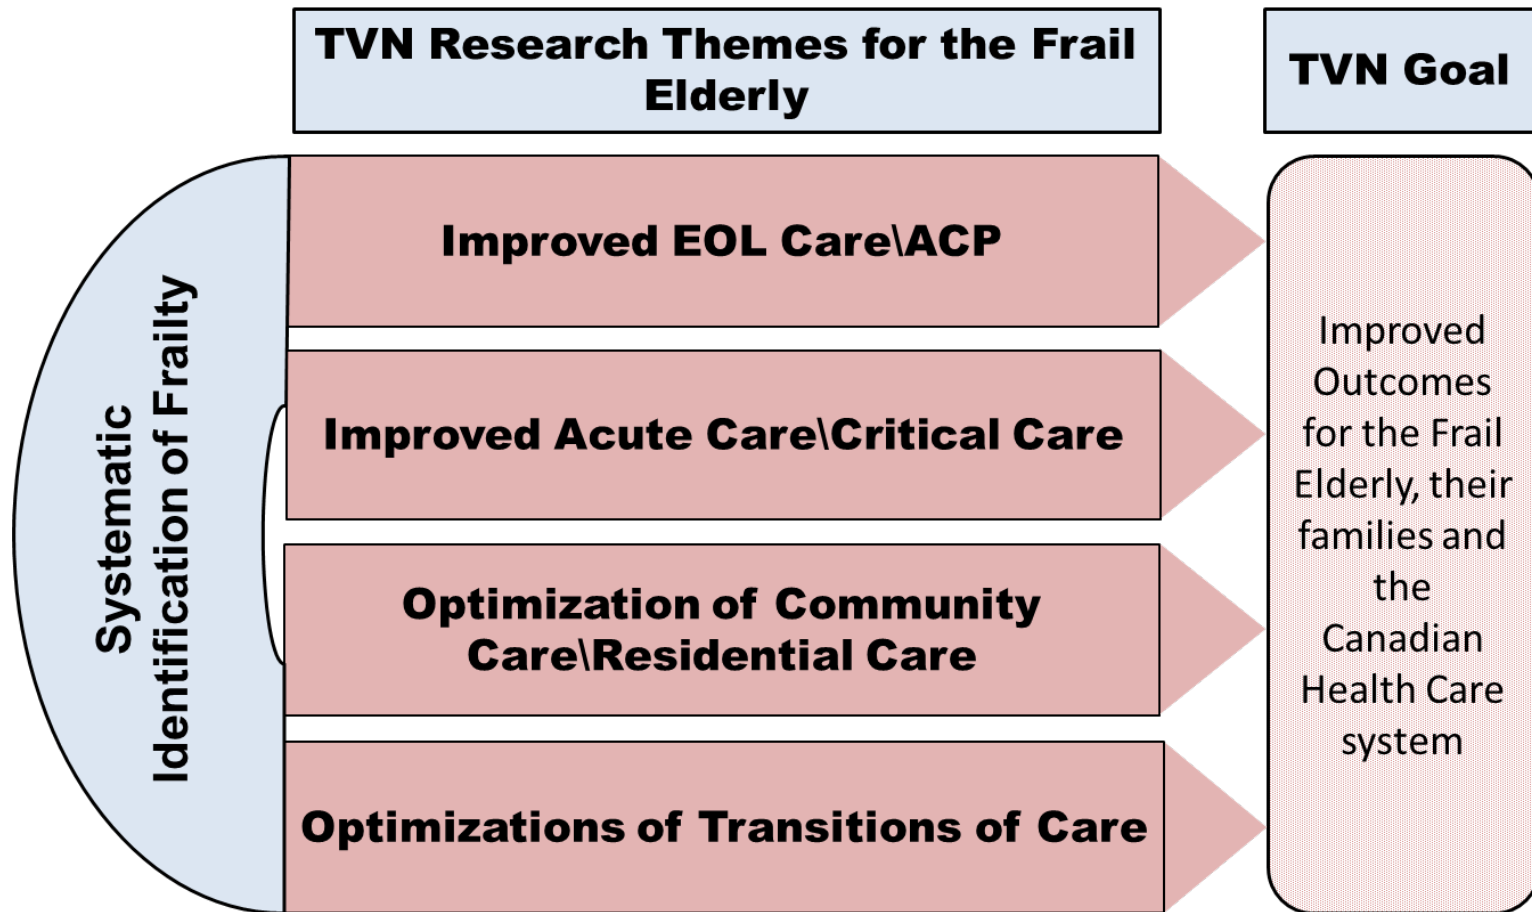 TVN Research Themes for the Frail
Elderly
TVN Goal
Systematic
Identification of Frailty
Improved EOL Care\ACP
Improved Acute Care\Critical Care
Optimization of Community
Care\Residential Care
Optimizations of Transitions of Care
Improved
Outcomes
for the Frail
Elderly, their
families and
the
Canadian
Health Care
system